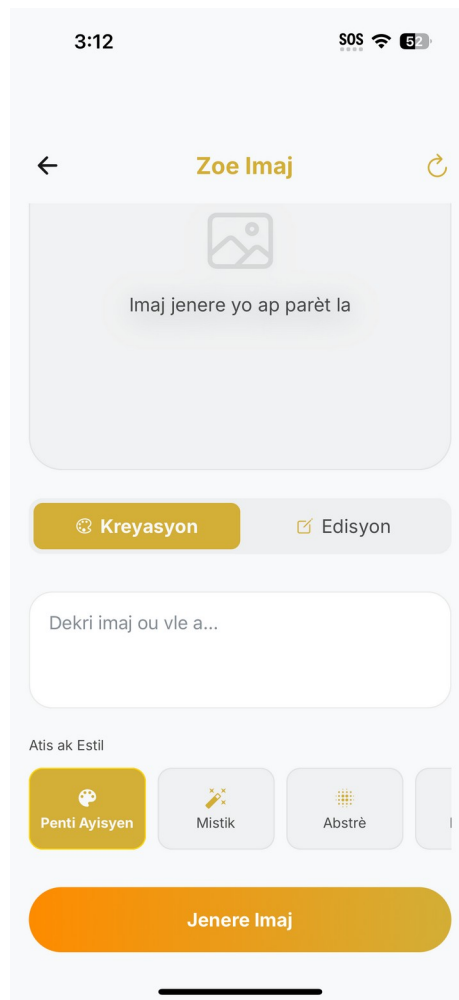 3:12
SOS
52
Zoe Imaj
Imaj jenere yo ap parèt la
Kreyasyon
Edisyon
Dekri imaj ou vle a...
Atis ak Estil
Penti Ayisyen
Mistik
Abstrè
Jenere Imaj